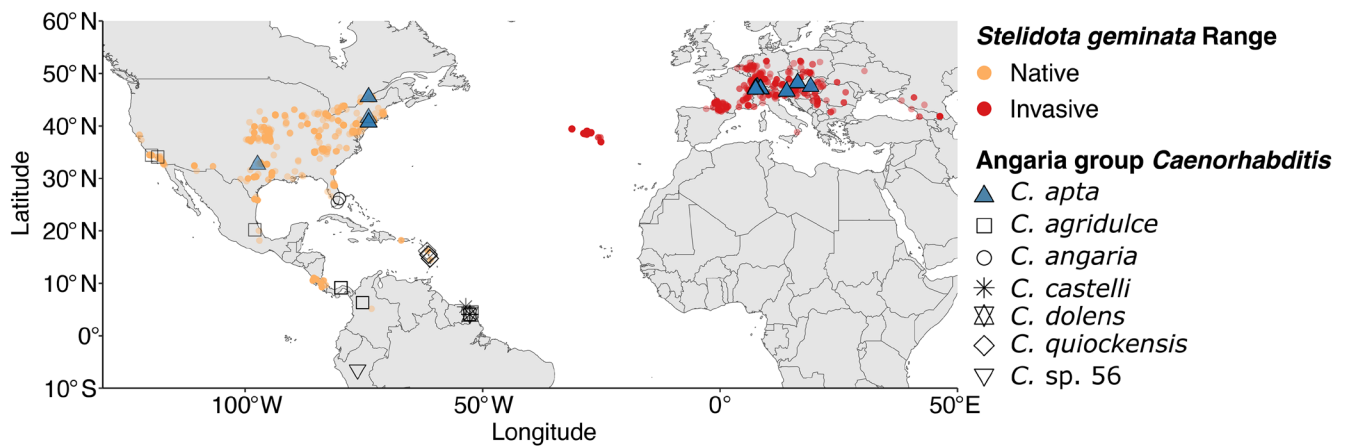 60° N
50° N
40° N
30° N
20° N
10° N
0°
10° S
Latitude
100°W
50°W
0°
50°E
Longitude
Stelidota geminata Range
Native
Invasive
Angaria group Caenorhabditis
C. apta
C. agridulce
C. angaria
C. castelli
C. dolens
C. quiockensis
C. sp. 56